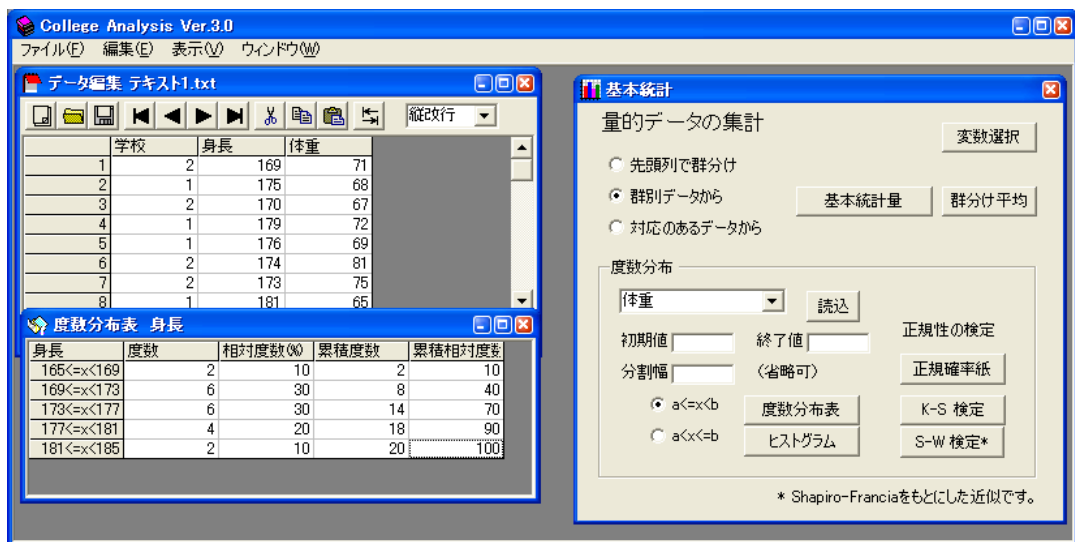 College Analysis Ver.3.0
ファイル(F) 編集(E) 表示(V) ウィンドウ(W)
データ編集 テキスト1.txt
縦改行
学校 身長 体重
1 2 169 71
2 1 175 68
3 2 170 67
4 1 179 72
5 1 176 69
6 2 174 81
7 2 173 75
8 1 181 65
度数分布表 身長
身長 度数 相対度数(%) 累積度数 累積相対度数
165<=x<169 2 10 2 10
169<=x<173 6 30 8 40
173<=x<177 6 30 14 70
177<=x<181 4 20 18 90
181<=x<185 2 10 20 100
基本統計
量的データの集計
変数選択
先頭列で群分け
群別データから
基本統計量 群分け平均
対応のあるデータから
度数分布
体重 読込
初期値 終了値 正規性の検定
分割幅 (省略可) 正規確率紙
a<=x<b 度数分布表 K-S 検定
a<x<=b ヒストグラム S-W 検定*
* Shapiro-Franciaをもとにした近似です。